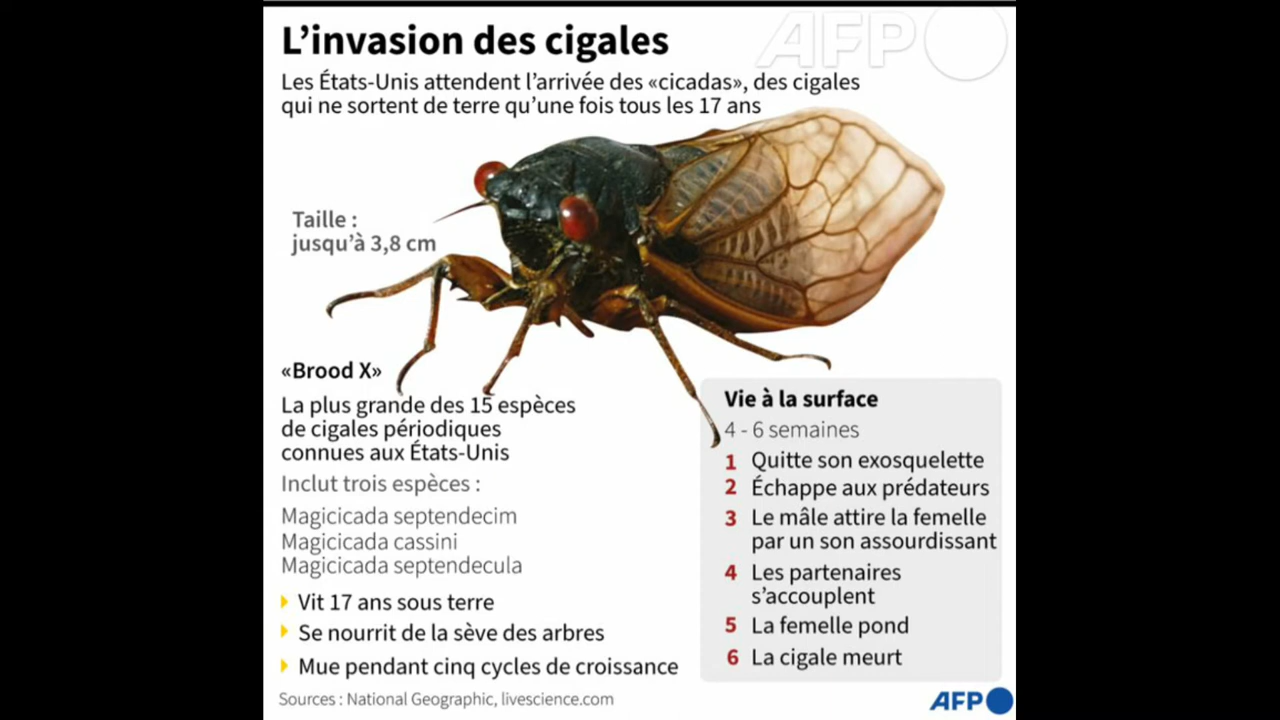 L’invasion des cigales
AFP
Les États-Unis attendent l’arrivée des «cicadas», des cigales
qui ne sortent de terre qu’une fois tous les 17 ans
Taille :
jusqu’à 3,8 cm
«Brood X»
La plus grande des 15 espèces
de cigales périodiques
connues aux États-Unis
Inclut trois espèces :
Magicicada septendecim
Magicicada cassini
Magicicada septendecula
Vit 17 ans sous terre
Se nourrit de la sève des arbres
Mue pendant cinq cycles de croissance
Vie à la surface
4 - 6 semaines
1 Quitte son exosquelette
2 Échappe aux prédateurs
3 Le mâle attire la femelle
par un son assourdissant
4 Les partenaires
s’accouplent
5 La femelle pond
6 La cigale meurt
Sources : National Geographic, livescience.com
AFP